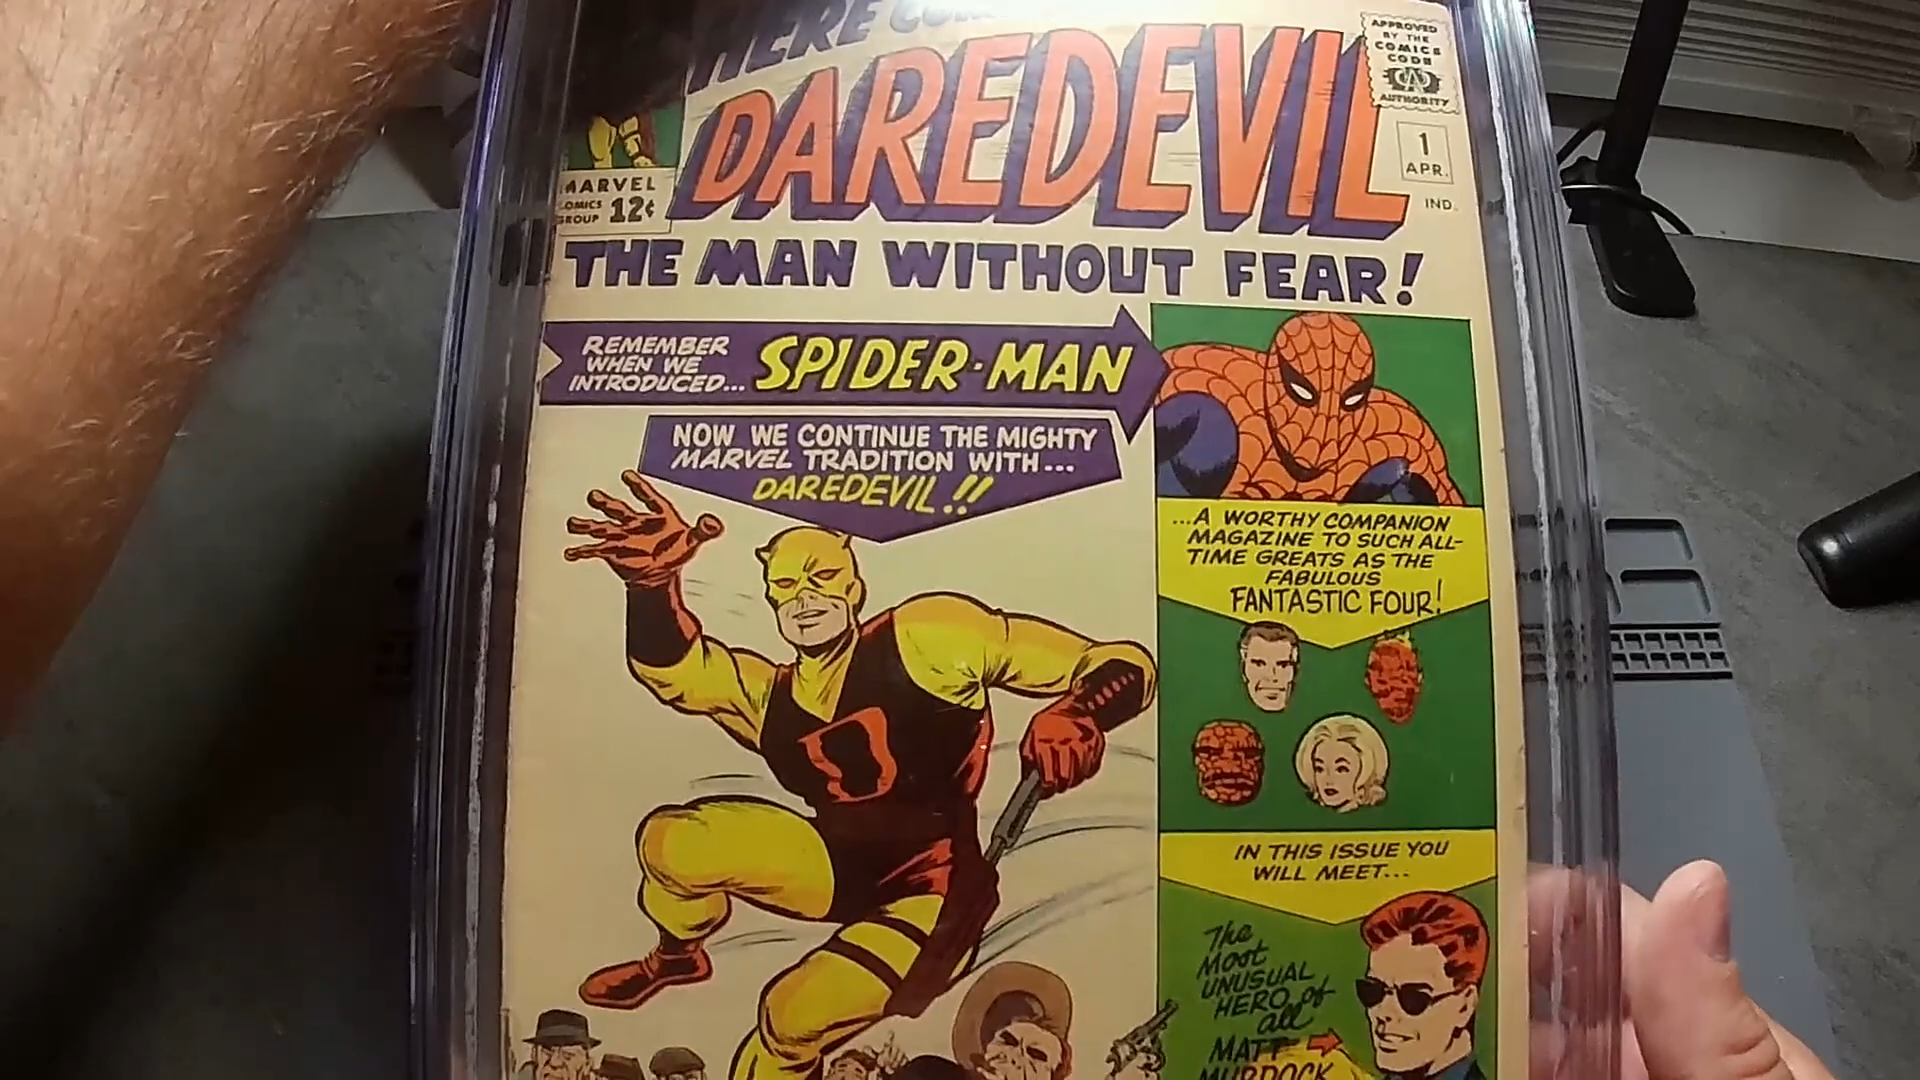 HERE
DAREDEVIL
APPROVED
BY THE
COMICS
CODE
CA
AUTHORITY
1
APR.
IND.
MARVEL
COMICS
GROUP 12¢
THE MAN WITHOUT FEAR!
REMEMBER
WHEN WE
INTRODUCED... SPIDER-MAN
NOW WE CONTINUE THE MIGHTY
MARVEL TRADITION WITH...
DAREDEVIL!!
...A WORTHY COMPANION
MAGAZINE TO SUCH ALL-
TIME GREATS AS THE
FABULOUS
FANTASTIC FOUR!
IN THIS ISSUE YOU
WILL MEET...
The
Most
UNUSUAL
HERO of
all
MATT
MURDOCK